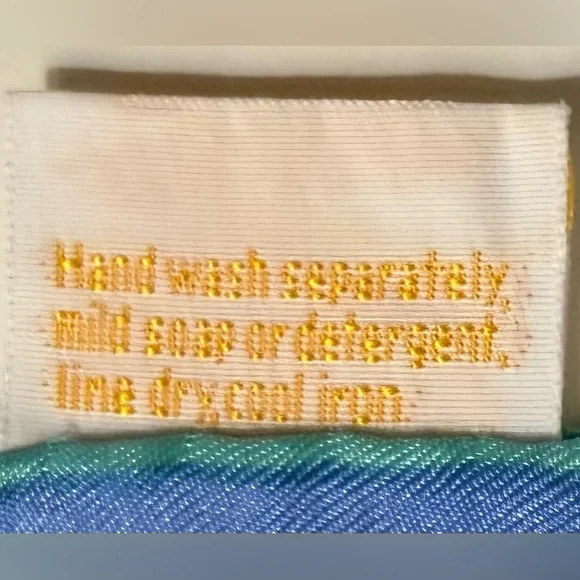 Hand wash separately,
mild soap or detergent,
line dry, cool iron.